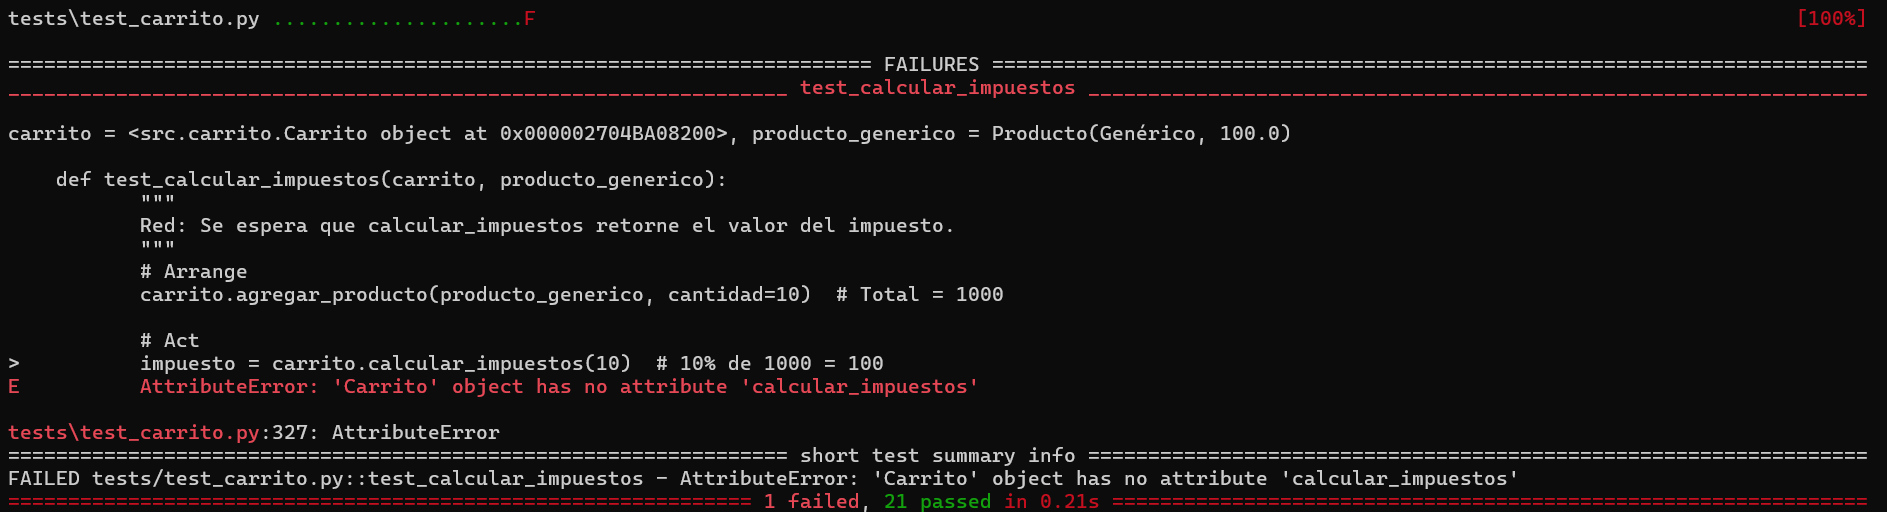 tests\test_carrito.py .....................F [100%]
======================================================================== FAILURES =========================================================================
_________________________________________________________________ test_calcular_impuestos _________________________________________________________________
carrito = <src.carrito.Carrito object at 0x000002704BA08200>, producto_generico = Producto(Genérico, 100.0)
    def test_calcular_impuestos(carrito, producto_generico):
           """
           Red: Se espera que calcular_impuestos retorne el valor del impuesto.
           """
           # Arrange
           carrito.agregar_producto(producto_generico, cantidad=10)  # Total = 1000
           # Act
>          impuesto = carrito.calcular_impuestos(10)  # 10% de 1000 = 100
E          AttributeError: 'Carrito' object has no attribute 'calcular_impuestos'
tests\test_carrito.py:327: AttributeError
================================================================= short test summary info =================================================================
FAILED tests/test_carrito.py::test_calcular_impuestos - AttributeError: 'Carrito' object has no attribute 'calcular_impuestos'
============================================================== 1 failed, 21 passed in 0.21s ===============================================================